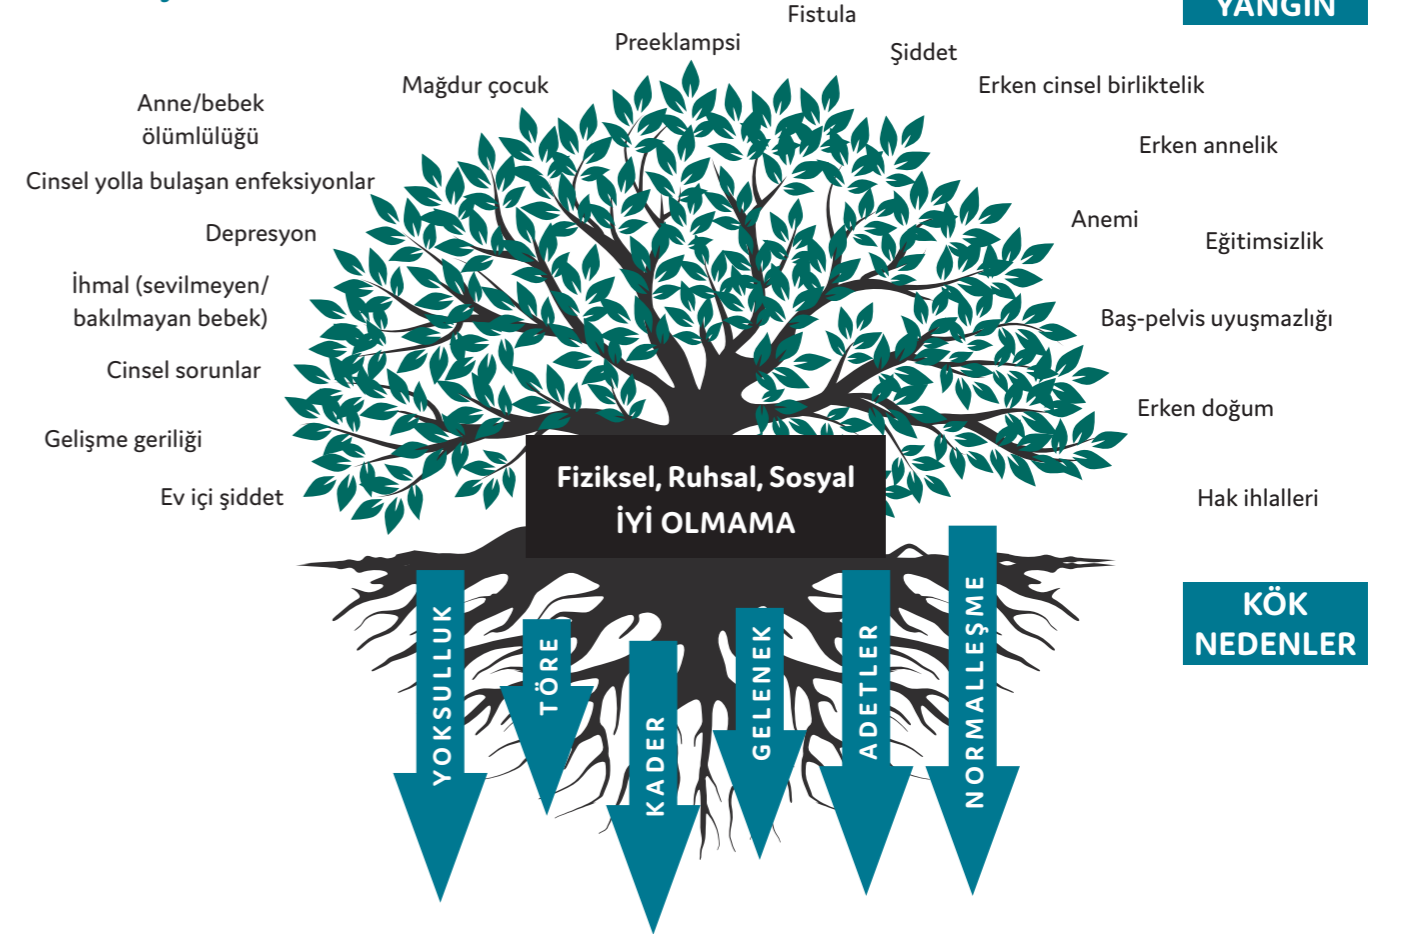 YANGIN
Fistula
Preeklampsi
Şiddet
Mağdur çocuk
Erken cinsel birliktelik
Anne/bebek
ölümlülüğü
Erken annelik
Cinsel yolla bulaşan enfeksiyonlar
Anemi
Depresyon
Eğitimsizlik
İhmal (sevilmeyen/
bakılmayan bebek)
Baş-pelvis uyuşmazlığı
Cinsel sorunlar
Erken doğum
Gelişme geriliği
Ev içi şiddet
Hak ihlalleri
Fiziksel, Ruhsal, Sosyal
İYİ OLMAMA
KÖK
NEDENLER
YOKSULLUK
TÖRE
KADER
GELENEK
ADETLER
NORMALLEŞME